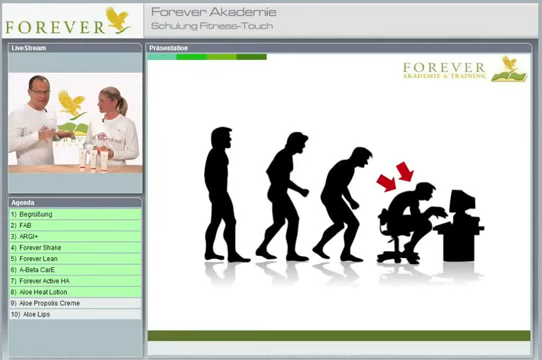 FOREVER
Forever Akademie
Schulung Fitness-Touch
LiveStream
Agenda
1) Begrüßung
2) FAB
3) ARGI+
4) Forever Shake
5) Forever Lean
6) A-Beta CarE
7) Forever Active HA
8) Aloe Heat Lotion
9) Aloe Propolis Creme
10) Aloe Lips
Präsentation
FOREVER
AKADEMIE & TRAINING